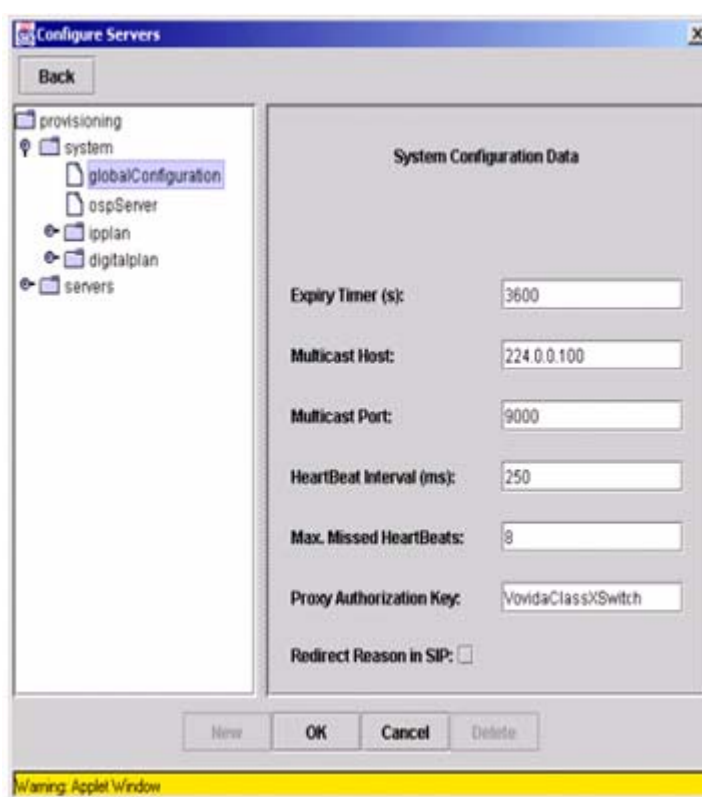 Configure Servers
Back
provisioning
system
globalConfiguration
ospServer
ipplan
digitalplan
servers
System Configuration Data
Expiry Timer (s): 3600
Multicast Host: 224.0.0.100
Multicast Port: 9000
HeartBeat Interval (ms): 250
Max. Missed HeartBeats: 8
Proxy Authorization Key: VovidaClassXSwitch
Redirect Reason in SIP:
New OK Cancel Delete
Warning: Applet Window